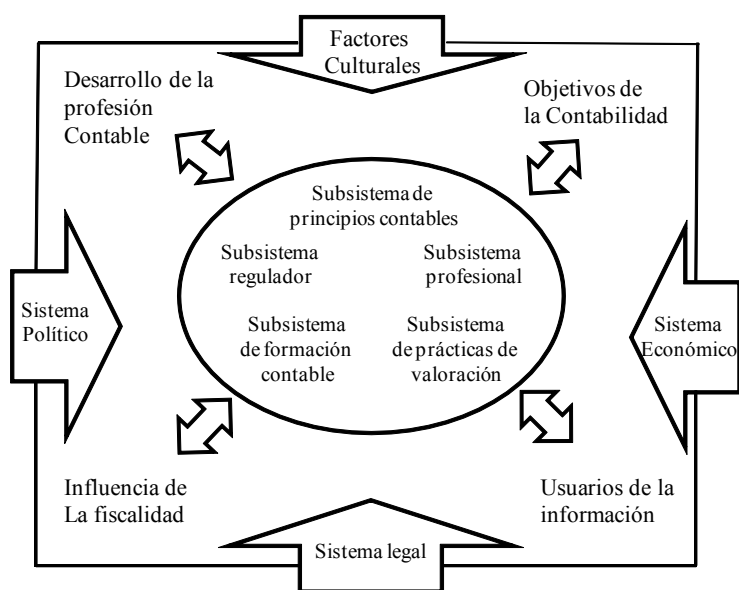 Factores
Culturales
Desarrollo de la
profesión
Contable
Objetivos de
la Contabilidad
Subsistema de
principios contables
Subsistema
regulador
Subsistema
profesional
Sistema
Político
Subsistema
de formación
contable
Subsistema
de prácticas de
valoración
Sistema
Económico
Influencia de
La fiscalidad
Usuarios de la
información
Sistema legal